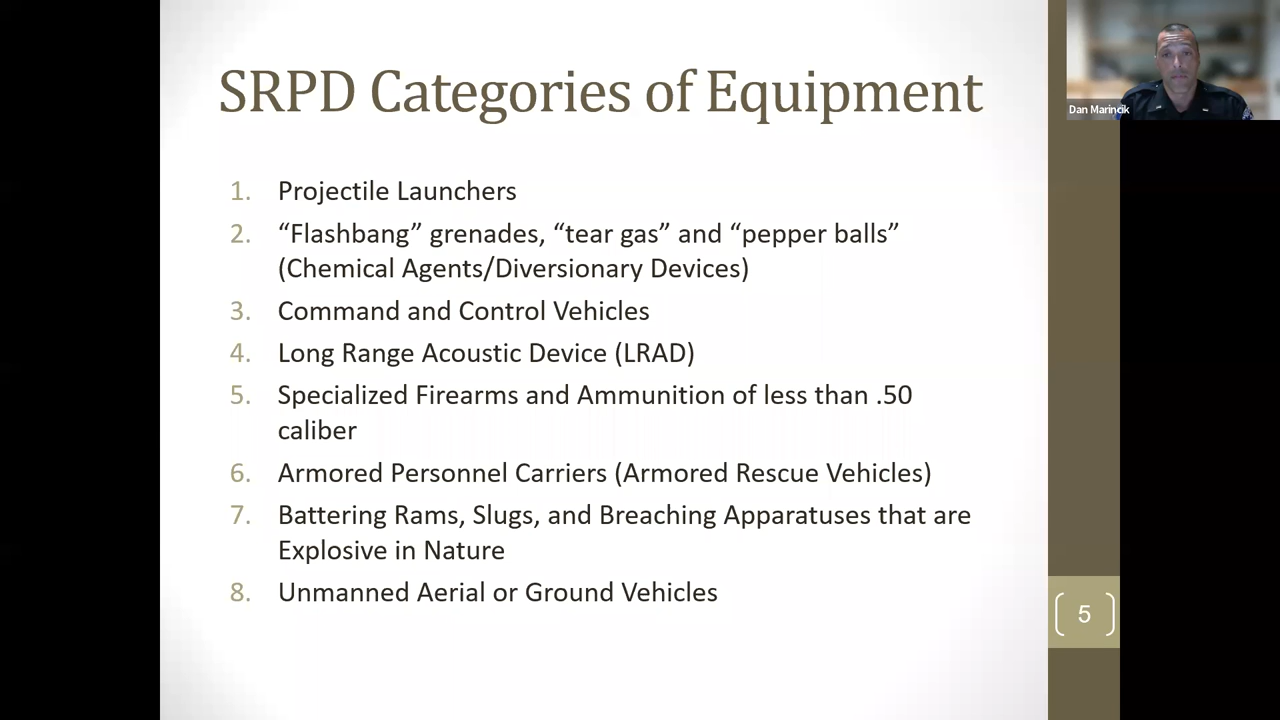 SRPD Categories of Equipment
1. Projectile Launchers
2. “Flashbang” grenades, “tear gas” and “pepper balls”
(Chemical Agents/Diversionary Devices)
3. Command and Control Vehicles
4. Long Range Acoustic Device (LRAD)
5. Specialized Firearms and Ammunition of less than .50
caliber
6. Armored Personnel Carriers (Armored Rescue Vehicles)
7. Battering Rams, Slugs, and Breaching Apparatuses that are
Explosive in Nature
8. Unmanned Aerial or Ground Vehicles
5
Dan Marincik